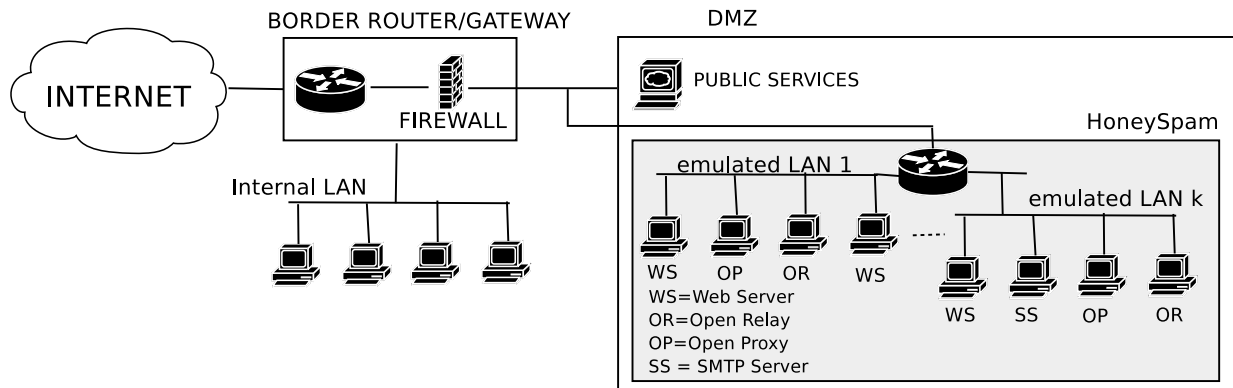 BORDER ROUTER/GATEWAY
DMZ
INTERNET
PUBLIC SERVICES
FIREWALL
HoneySpam
emulated LAN 1
Internal LAN
emulated LAN k
WS OP OR WS
WS=Web Server
OR=Open Relay
OP=Open Proxy
SS = SMTP Server
WS SS OP OR